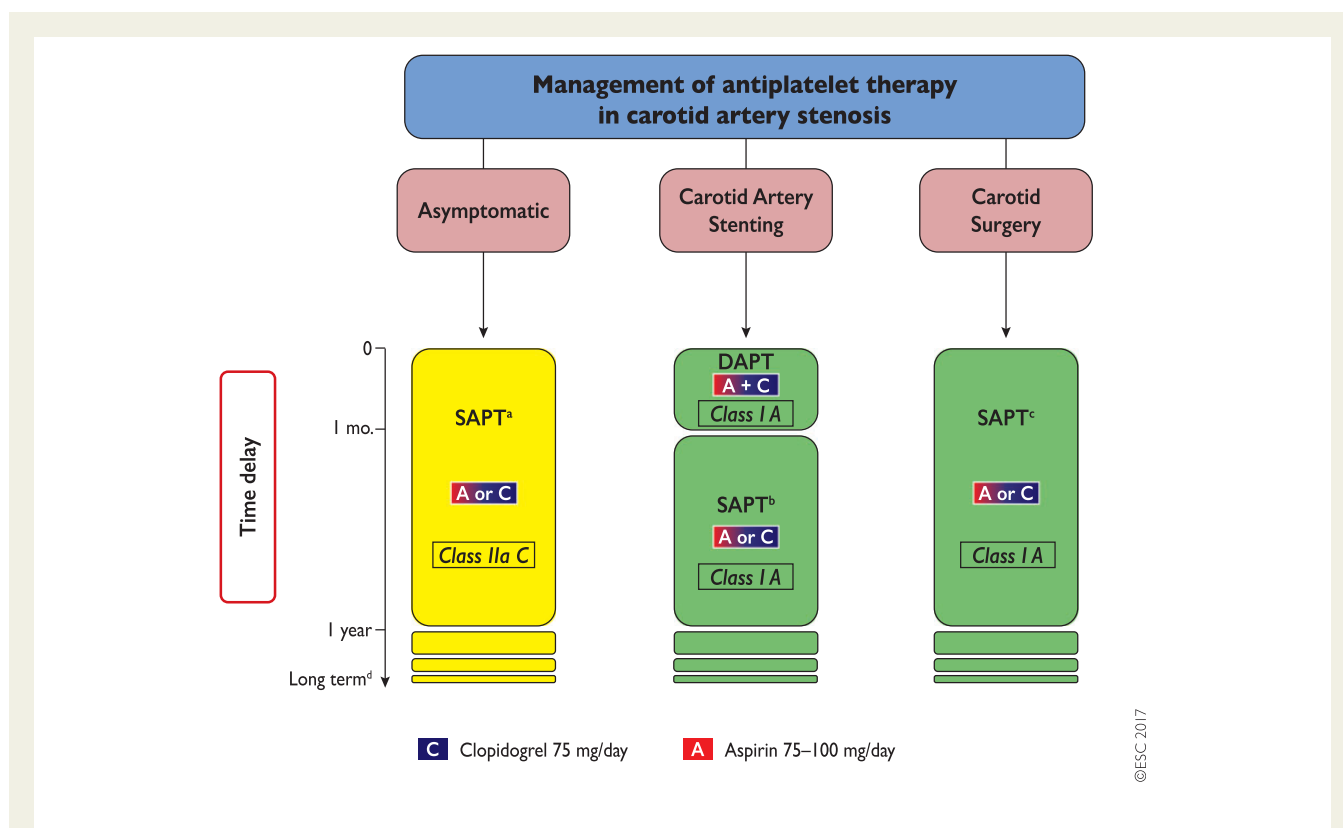 Management of antiplatelet therapy
in carotid artery stenosis
Asymptomatic
Carotid Artery
Stenting
Carotid
Surgery
Time delay
0
1 mo.
1 year
Long termᵈ
SAPTᵃ
A or C
Class IIa C
DAPT
A + C
Class I A
SAPTᵇ
A or C
Class I A
SAPTᶜ
A or C
Class I A
C Clopidogrel 75 mg/day
A Aspirin 75–100 mg/day
©ESC 2017